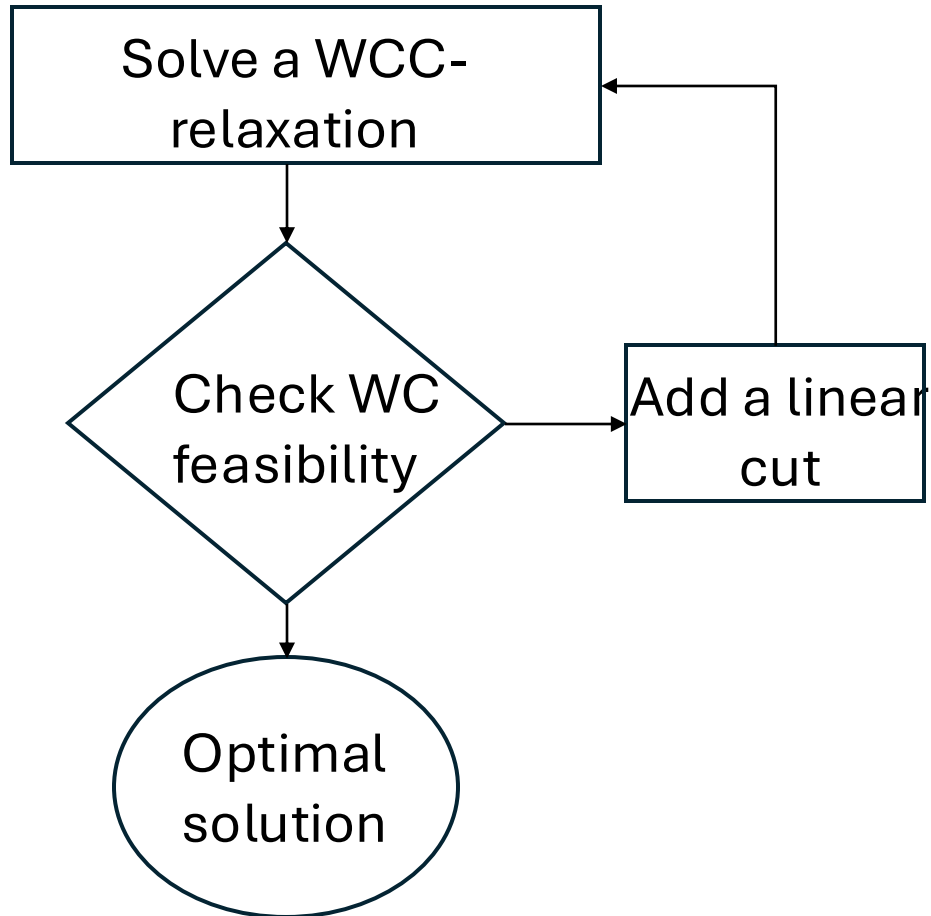 Solve a WCC-
relaxation
Check WC
feasibility
Add a linear
cut
Optimal
solution